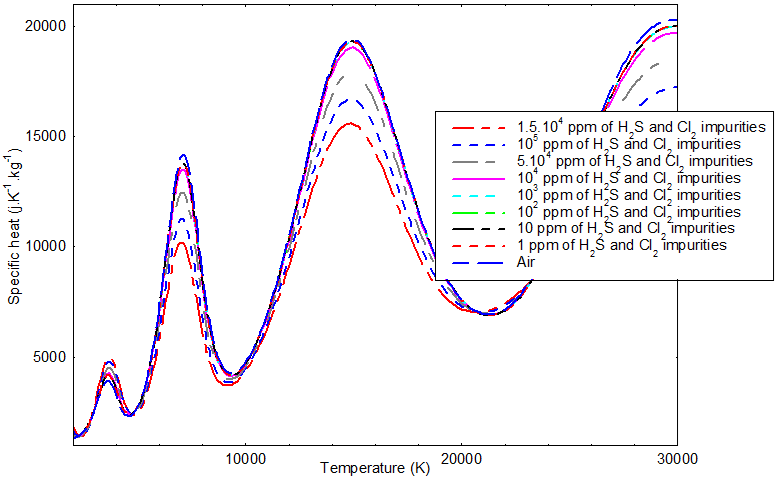 20000
15000
10000
5000
Specific heat (j.K⁻¹.kg⁻¹)
1.5.10⁴ ppm of H₂S and Cl₂ impurities
10⁵ ppm of H₂S and Cl₂ impurities
5.10⁴ ppm of H₂S and Cl₂ impurities
10⁴ ppm of H₂S and Cl₂ impurities
10³ ppm of H₂S and Cl₂ impurities
10² ppm of H₂S and Cl₂ impurities
10 ppm of H₂S and Cl₂ impurities
1 ppm of H₂S and Cl₂ impurities
Air
10000 20000 30000
Temperature (K)